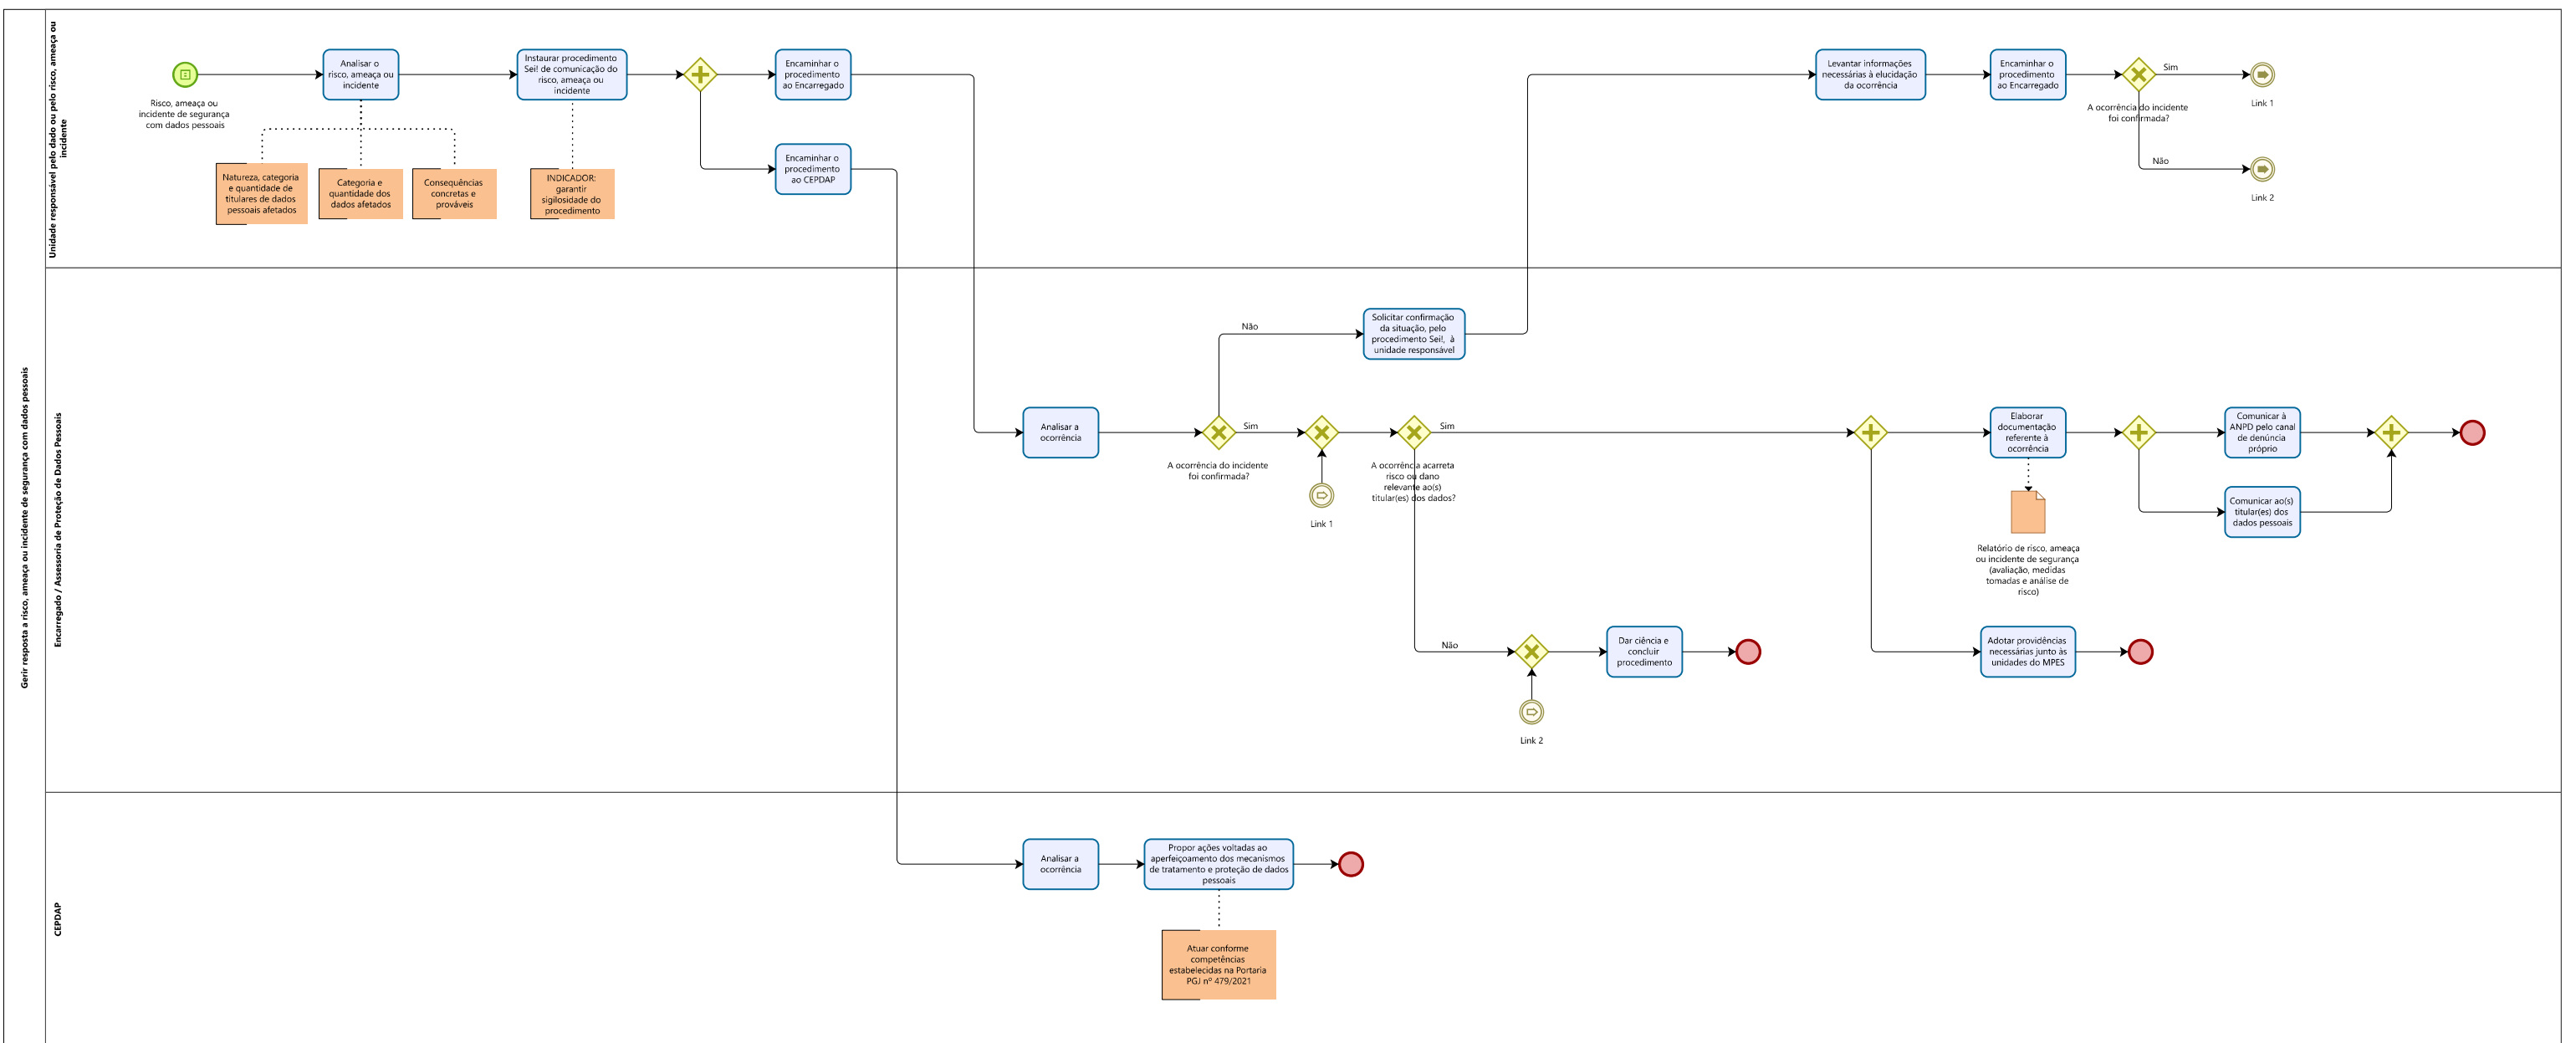 Gerir resposta a risco, ameaça ou incidente de segurança com dados pessoais
Unidade responsável pelo dado ou pelo risco, ameaça ou
incidente
Risco, ameaça ou
incidente de segurança
com dados pessoais
Analisar o
risco, ameaça ou
incidente
Natureza, categoria
e quantidade de
titulares de dados
pessoais afetados
Categoria e
quantidade dos
dados afetados
Consequências
concretas e
prováveis
Instaurar procedimento
Sei! de comunicação do
risco, ameaça ou
incidente
INDICADOR:
garantir
sigilosidade do
procedimento
Encaminhar o
procedimento
ao Encarregado
Encaminhar o
procedimento
ao CEPDAP
Levantar informações
necessárias à elucidação
da ocorrência
Encaminhar o
procedimento
ao Encarregado
A ocorrência do incidente
foi confirmada?
Sim
Link 1
Não
Link 2
Encarregado / Assessoria de Proteção de Dados Pessoais
Analisar a
ocorrência
A ocorrência do incidente
foi confirmada?
Não
Solicitar confirmação
da situação, pelo
procedimento Sei!, à
unidade responsável
Sim
Link 1
A ocorrência acarreta
risco ou dano
relevante ao(s)
titular(es) dos dados?
Sim
Não
Link 2
Dar ciência e
concluir
procedimento
Elaborar
documentação
referente à
ocorrência
Relatório de risco, ameaça
ou incidente de segurança
(avaliação, medidas
tomadas e análise de
risco)
Comunicar à
ANPD pelo canal
de denúncia
próprio
Comunicar ao(s)
titular(es) dos
dados pessoais
Adotar providências
necessárias junto às
unidades do MPES
CEPDAP
Analisar a
ocorrência
Propor ações voltadas ao
aperfeiçoamento dos mecanismos
de tratamento e proteção de dados
pessoais
Atuar conforme
competências
estabelecidas na Portaria
PGJ nº 479/2021